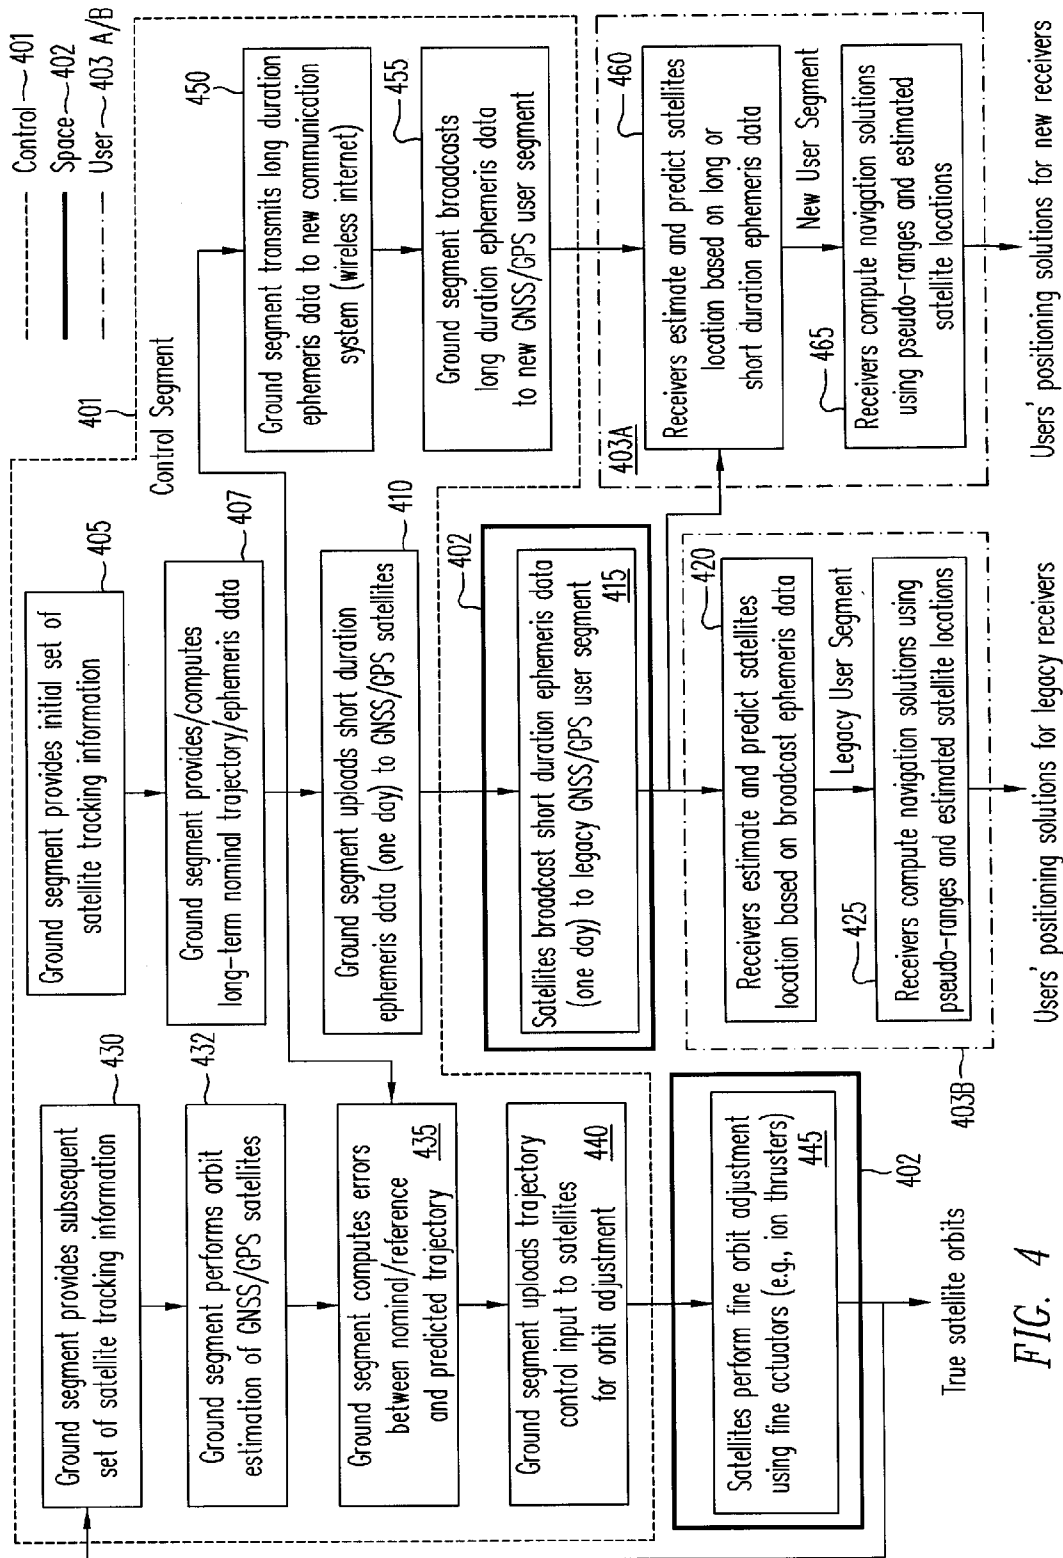 Control 401
Space 402
User 403 A/B
401
Control Segment
Ground segment provides subsequent
set of satellite tracking information
430
Ground segment performs orbit
estimation of GNSS/GPS satellites
432
Ground segment computes errors
between nominal/reference
and predicted trajectory
435
Ground segment uploads trajectory
control input to satellites
for orbit adjustment
440
Satellites perform fine orbit adjustment
using fine actuators (e.g., ion thrusters)
445
402
True satellite orbits
Ground segment provides initial set of
satellite tracking information
405
Ground segment provides/computes
long-term nominal trajectory/ephemeris data
407
Ground segment uploads short duration
ephemeris data (one day) to GNSS/GPS satellites
410
402
Satellites broadcast short duration ephemeris data
(one day) to legacy GNSS/GPS user segment
415
Receivers estimate and predict satellites
location based on broadcast ephemeris data
420
Legacy User Segment
425
Receivers compute navigation solutions using
pseudo-ranges and estimated satellite locations
403B
Users' positioning solutions for legacy receivers
450
Ground segment transmits long duration
ephemeris data to new communication
system (wireless internet)
455
Ground segment broadcasts
long duration ephemeris data
to new GNSS/GPS user segment
403A
460
Receivers estimate and predict satellites
location based on long or
short duration ephemeris data
New User Segment
465
Receivers compute navigation solutions
using pseudo-ranges and estimated
satellite locations
Users' positioning solutions for new receivers
FIG. 4